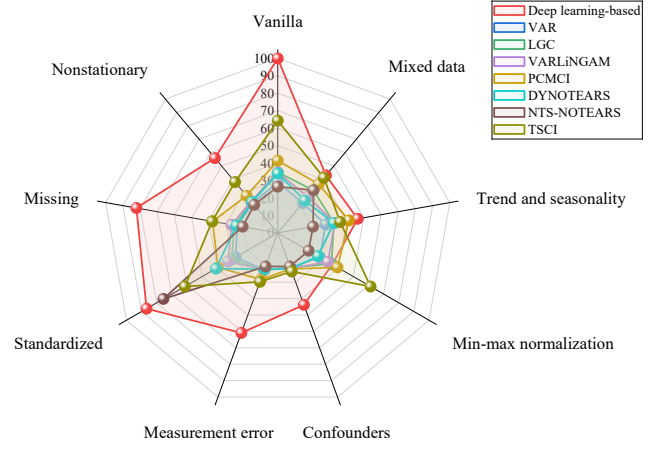 Deep learning-based
VAR
LGC
VARLiNGAM
PCMCI
DYNOTEARS
NTS-NOTEARS
TSCI
Vanilla
Mixed data
Trend and seasonality
Min-max normalization
Confounders
Measurement error
Standardized
Missing
Nonstationary
100
90
80
70
60
50
40
30
20
10
0